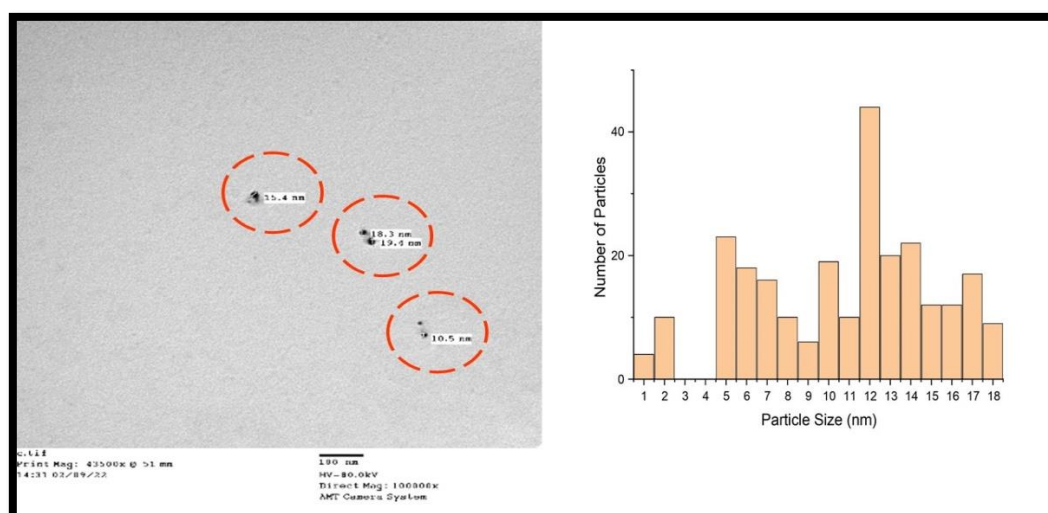 15.4 nm
18.3 nm
19.4 nm
10.5 nm
c.tif
Print Mag: 43500x @ 51 mm
14:31 02/09/22
100 nm
HV=80.0kV
Direct Mag: 100000x
AMT Camera System
Number of Particles
40
20
0
1 2 3 4 5 6 7 8 9 10 11 12 13 14 15 16 17 18
Particle Size (nm)